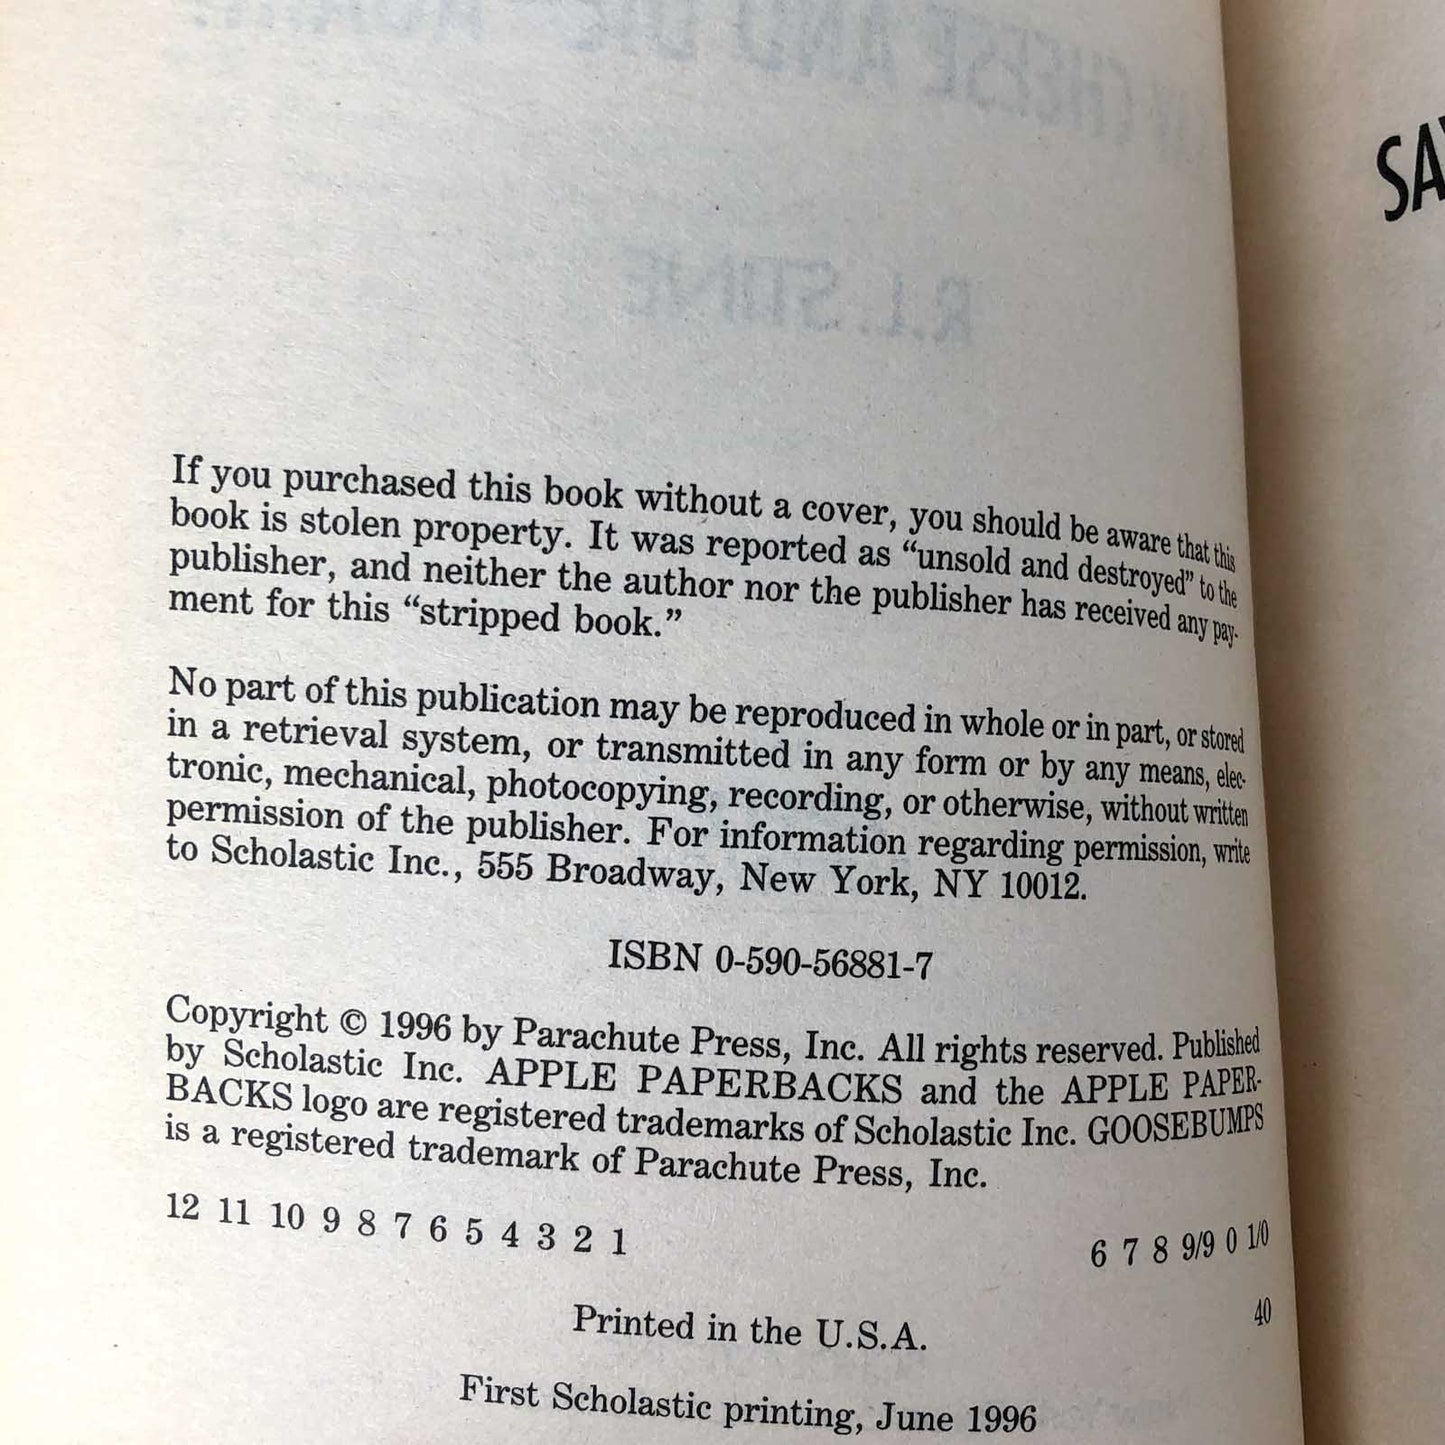 CHEESE AND DIE—AGAIN!
R.L. STINE
SAY
If you purchased this book without a cover, you should be aware that this
book is stolen property. It was reported as “unsold and destroyed” to the
publisher, and neither the author nor the publisher has received any pay-
ment for this “stripped book.”
No part of this publication may be reproduced in whole or in part, or stored
in a retrieval system, or transmitted in any form or by any means, elec-
tronic, mechanical, photocopying, recording, or otherwise, without written
permission of the publisher. For information regarding permission, write
to Scholastic Inc., 555 Broadway, New York, NY 10012.
ISBN 0-590-56881-7
Copyright © 1996 by Parachute Press, Inc. All rights reserved. Published
by Scholastic Inc. APPLE PAPERBACKS and the APPLE PAPER-
BACKS logo are registered trademarks of Scholastic Inc. GOOSEBUMPS
is a registered trademark of Parachute Press, Inc.
12 11 10 9 8 7 6 5 4 3 2 1 6 7 8 9/9 0 1/0
Printed in the U.S.A. 40
First Scholastic printing, June 1996